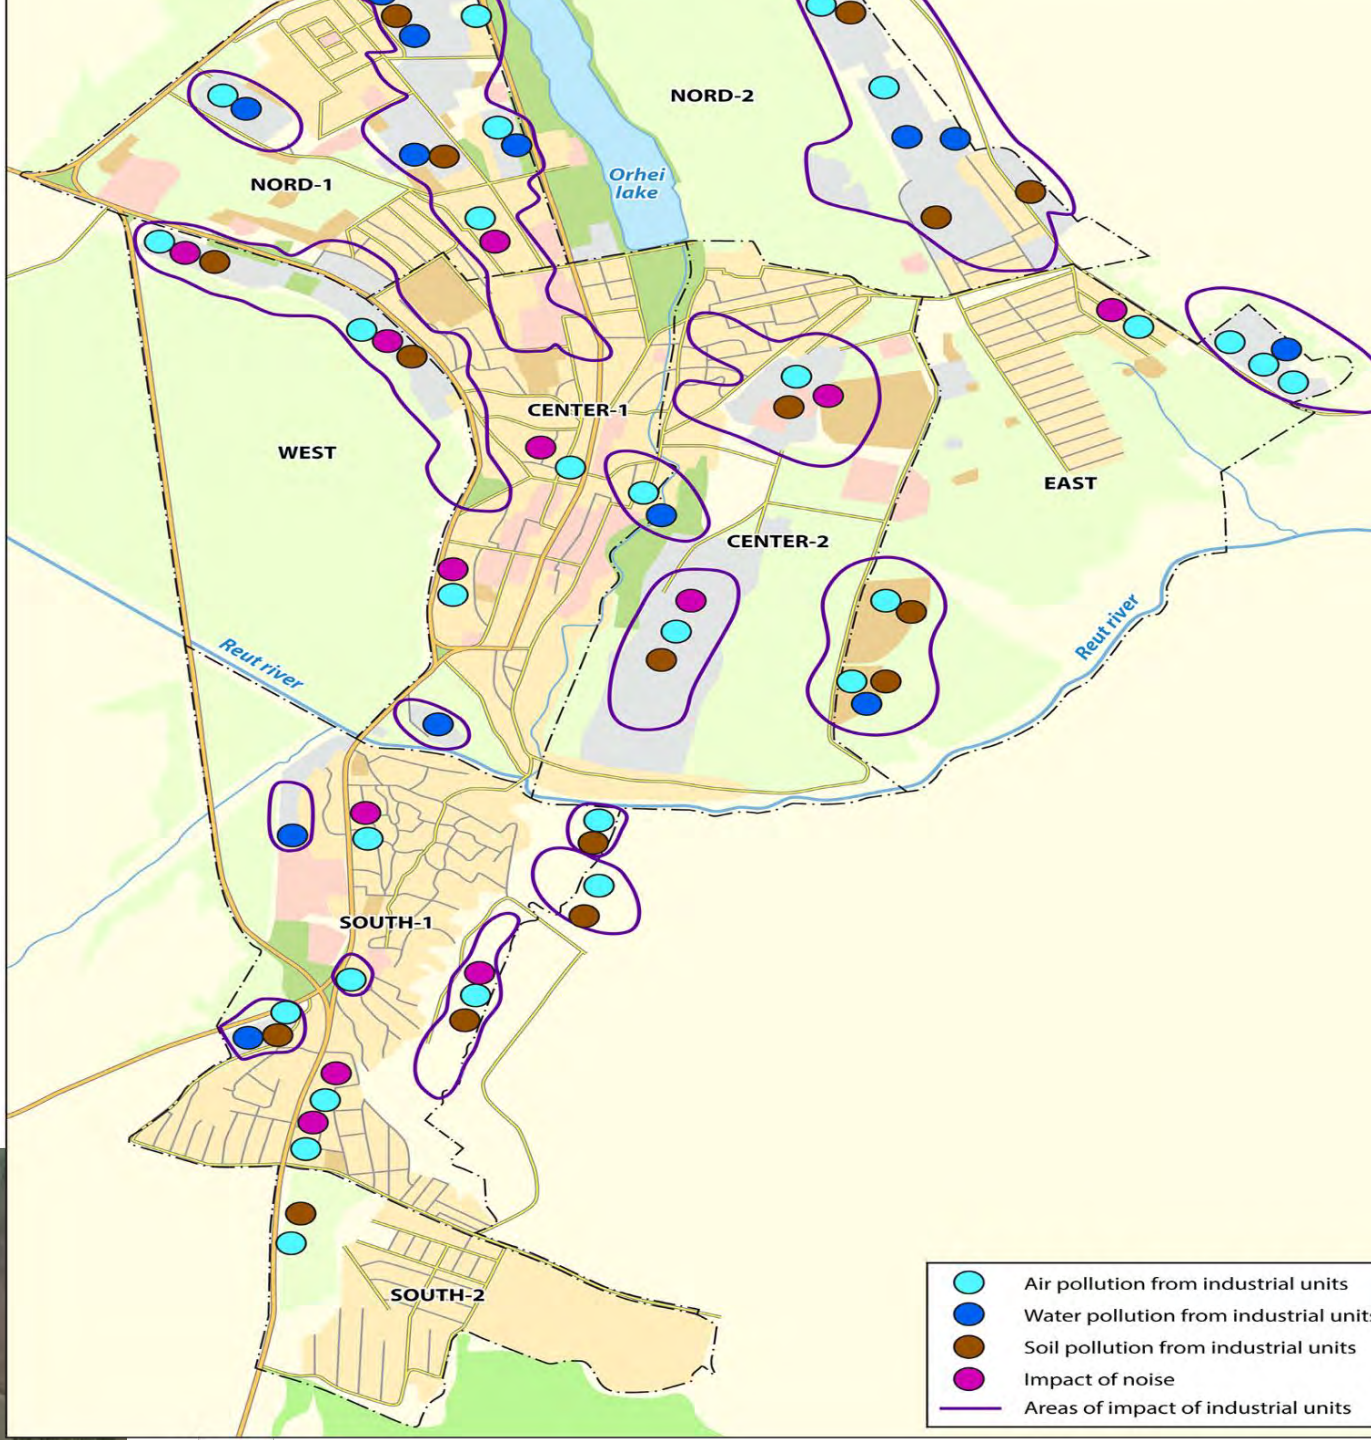 NORD-2
Orhei
lake
NORD-1
CENTER-1
WEST
EAST
CENTER-2
Reut river
Reut river
SOUTH-1
SOUTH-2
Air pollution from industrial units
Water pollution from industrial units
Soil pollution from industrial units
Impact of noise
Areas of impact of industrial units